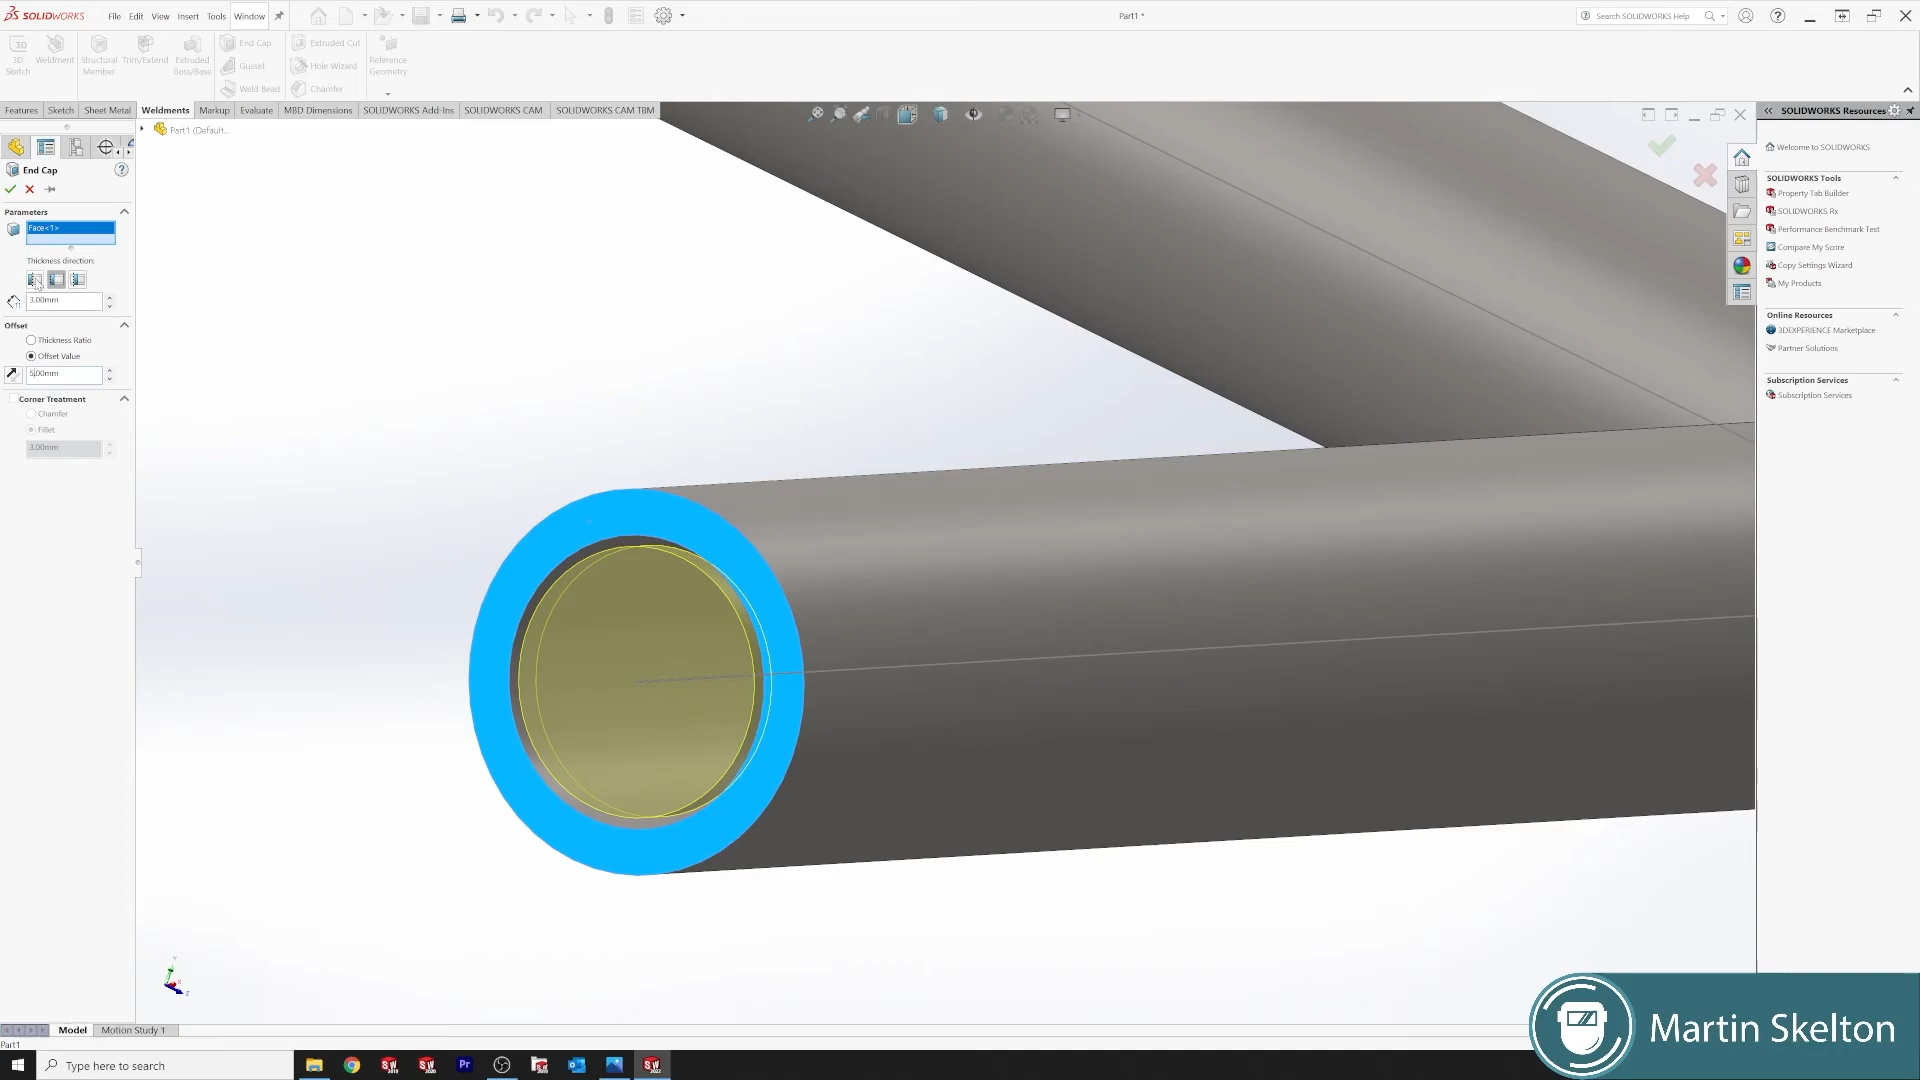 SOLIDWORKS
File Edit View Insert Tools Window
Part1 *
Search SOLIDWORKS Help
3D Sketch
Weldment
Structural Member
Trim/Extend
Extruded Boss/Base
End Cap
Gusset
Weld Bead
Extruded Cut
Hole Wizard
Chamfer
Reference Geometry
Features Sketch Sheet Metal Weldments Markup Evaluate MBD Dimensions SOLIDWORKS Add-Ins SOLIDWORKS CAM SOLIDWORKS CAM TBM
Part1 (Default...
End Cap
Parameters
Face<1>
Thickness direction:
3.00mm
Offset
Thickness Ratio
Offset Value
5.00mm
Corner Treatment
Chamfer
Fillet
3.00mm
SOLIDWORKS Resources
Welcome to SOLIDWORKS
SOLIDWORKS Tools
Property Tab Builder
SOLIDWORKS Rx
Performance Benchmark Test
Compare My Score
Copy Settings Wizard
My Products
Online Resources
3DEXPERIENCE Marketplace
Partner Solutions
Subscription Services
Subscription Services
Model Motion Study 1
Part1
Type here to search
Martin Skelton